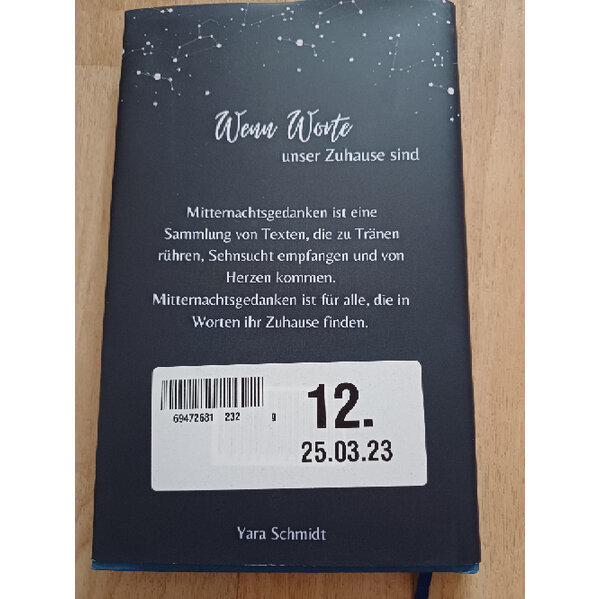 Wenn Worte
unser Zuhause sind
Mitternachtsgedanken ist eine
Sammlung von Texten, die zu Tränen
rühren, Sehnsucht empfangen und von
Herzen kommen.
Mitternachtsgedanken ist für alle, die in
Worten ihr Zuhause finden.
69472681 232 9
12.
25.03.23
Yara Schmidt